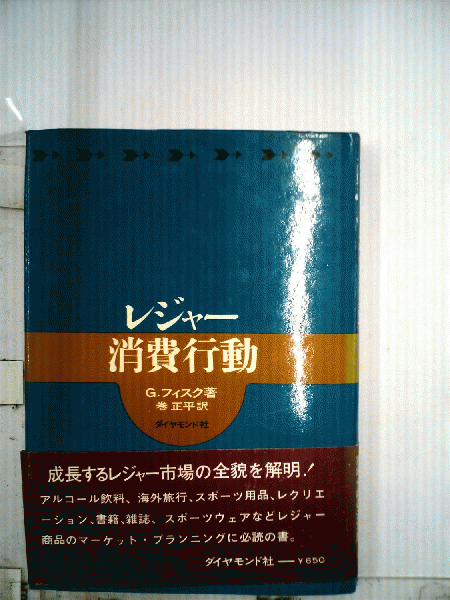 レジャー
消費行動
G.フィスク著
巻 正平訳
ダイヤモンド社
成長するレジャー市場の全貌を解明!
アルコール飲料、海外旅行、スポーツ用品、レクリエ
ーション、書籍、雑誌、スポーツウェアなどレジャー
商品のマーケット・プランニングに必読の書。
ダイヤモンド社──¥650